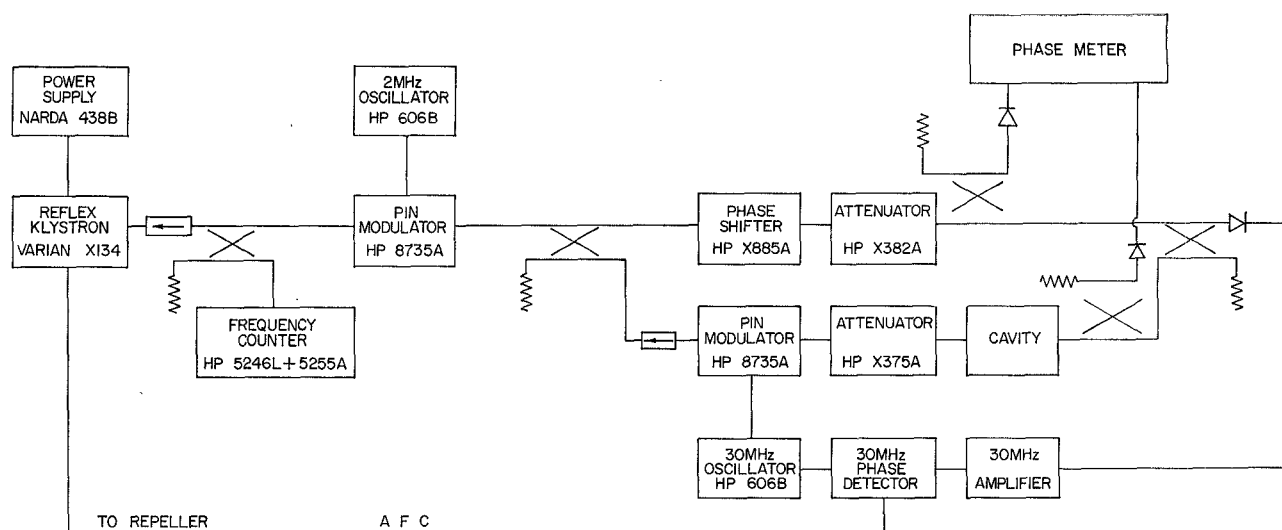 PHASE METER
POWER
SUPPLY
NARDA 438B
2MHz
OSCILLATOR
HP 606B
REFLEX
KLYSTRON
VARIAN X134
PIN
MODULATOR
HP 8735A
PHASE
SHIFTER
HP X885A
ATTENUATOR
HP X382A
FREQUENCY
COUNTER
HP 5246L+5255A
PIN
MODULATOR
HP 8735A
ATTENUATOR
HP X375A
CAVITY
30MHz
OSCILLATOR
HP 606B
30MHz
PHASE
DETECTOR
30MHz
AMPLIFIER
TO REPELLER
A F C